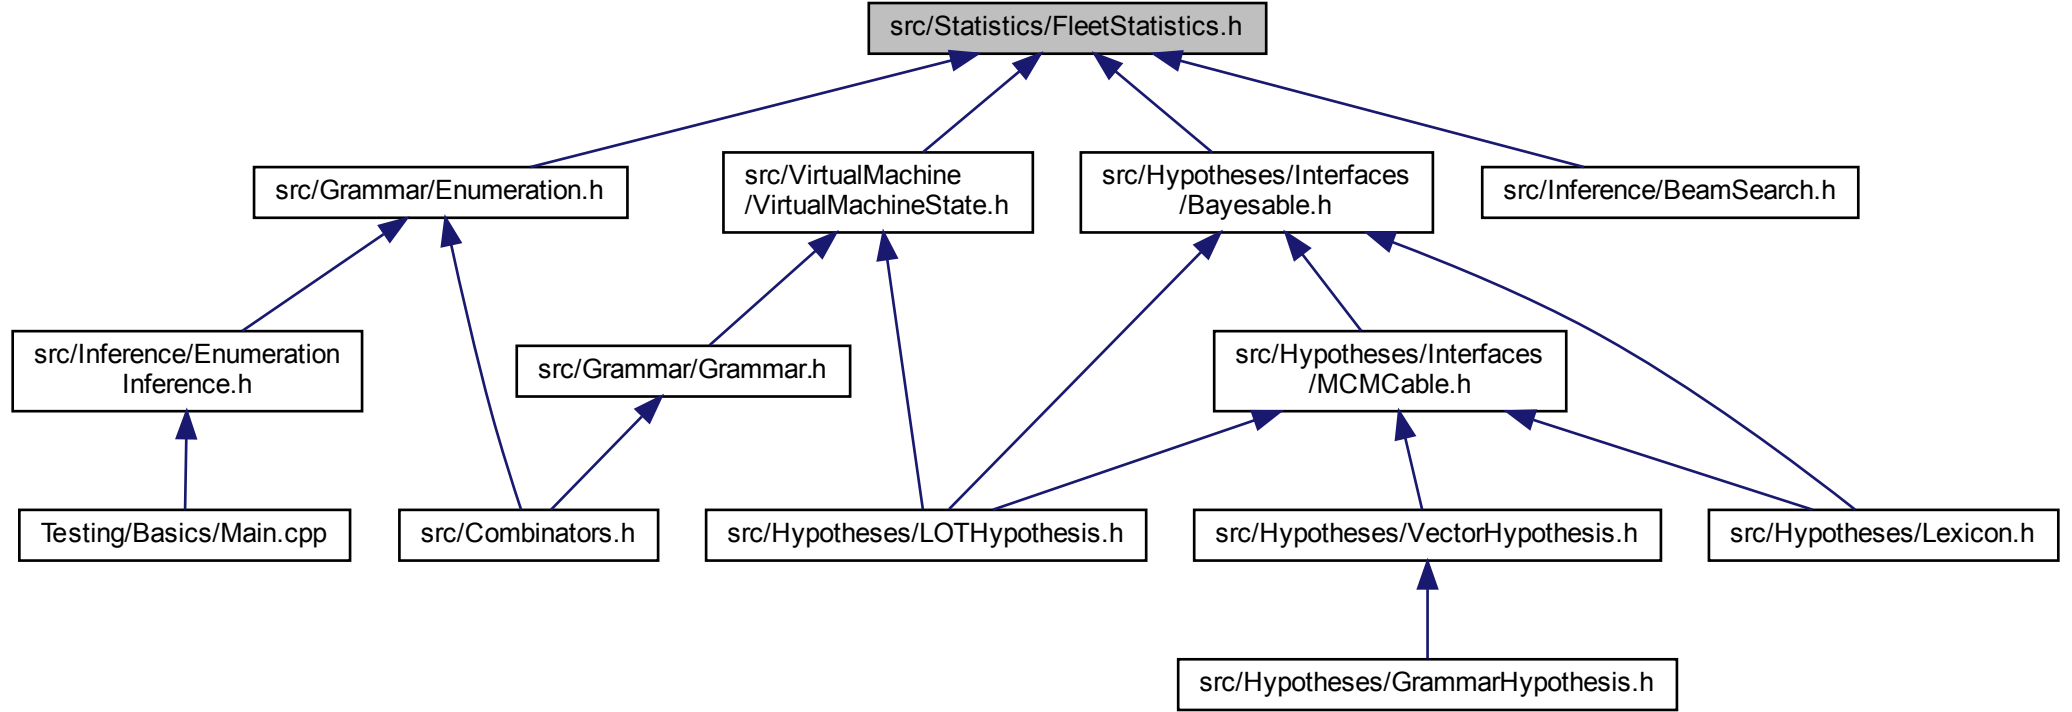 src/Statistics/FleetStatistics.h
src/Grammar/Enumeration.h
src/VirtualMachine
/VirtualMachineState.h
src/Hypotheses/Interfaces
/Bayesable.h
src/Inference/BeamSearch.h
src/Inference/Enumeration
Inference.h
src/Grammar/Grammar.h
src/Hypotheses/Interfaces
/MCMCable.h
Testing/Basics/Main.cpp
src/Combinators.h
src/Hypotheses/LOTHypothesis.h
src/Hypotheses/VectorHypothesis.h
src/Hypotheses/Lexicon.h
src/Hypotheses/GrammarHypothesis.h